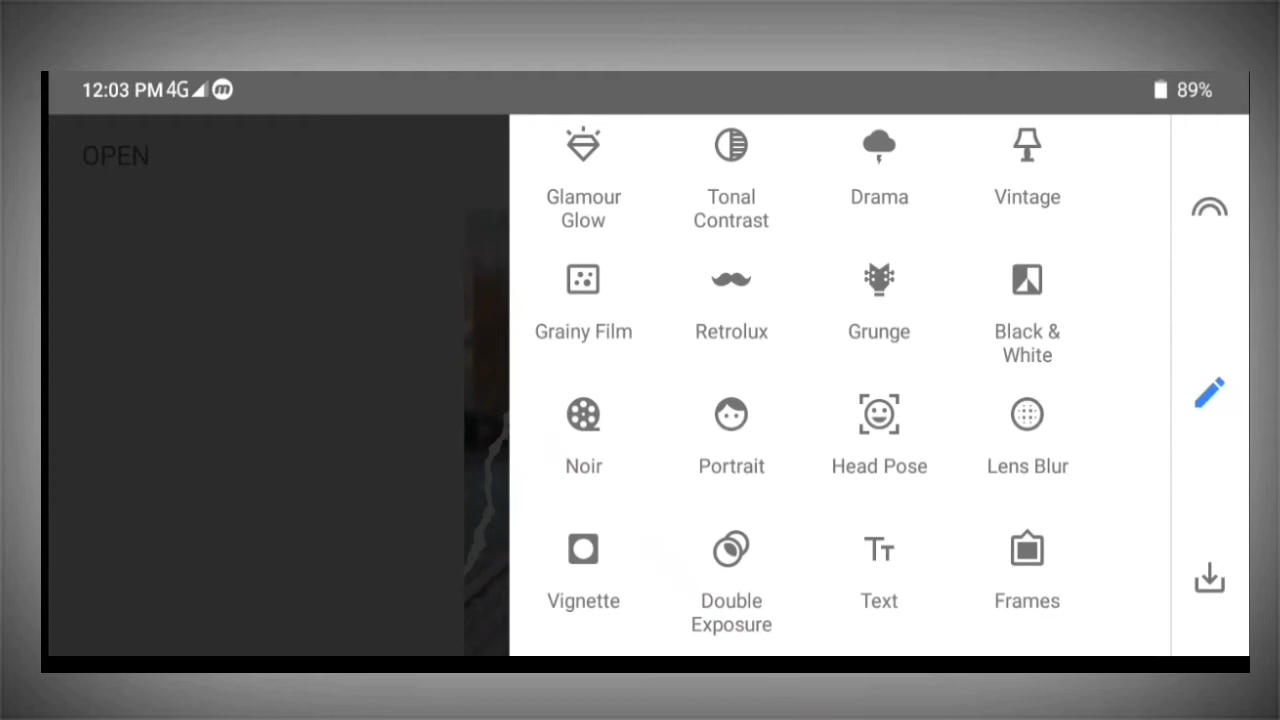 12:03 PM 4G
89%
OPEN
Glamour Glow
Tonal Contrast
Drama
Vintage
Grainy Film
Retrolux
Grunge
Black & White
Noir
Portrait
Head Pose
Lens Blur
Vignette
Double Exposure
Text
Frames